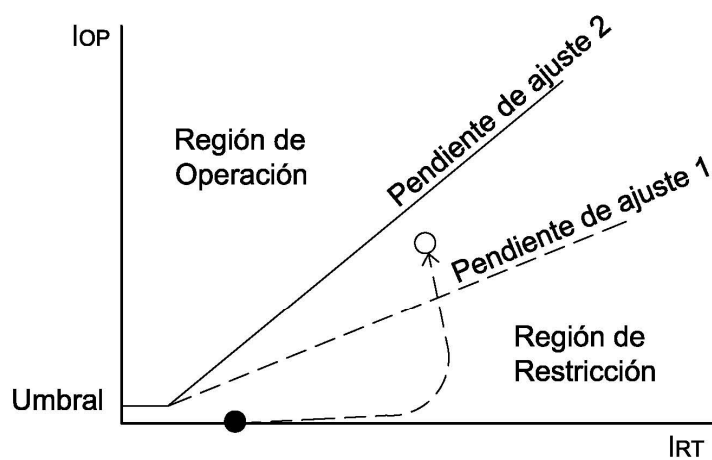 IOP
Pendiente de ajuste 2
Región de
Operación
Pendiente de ajuste 1
Región de
Restricción
Umbral
IRT